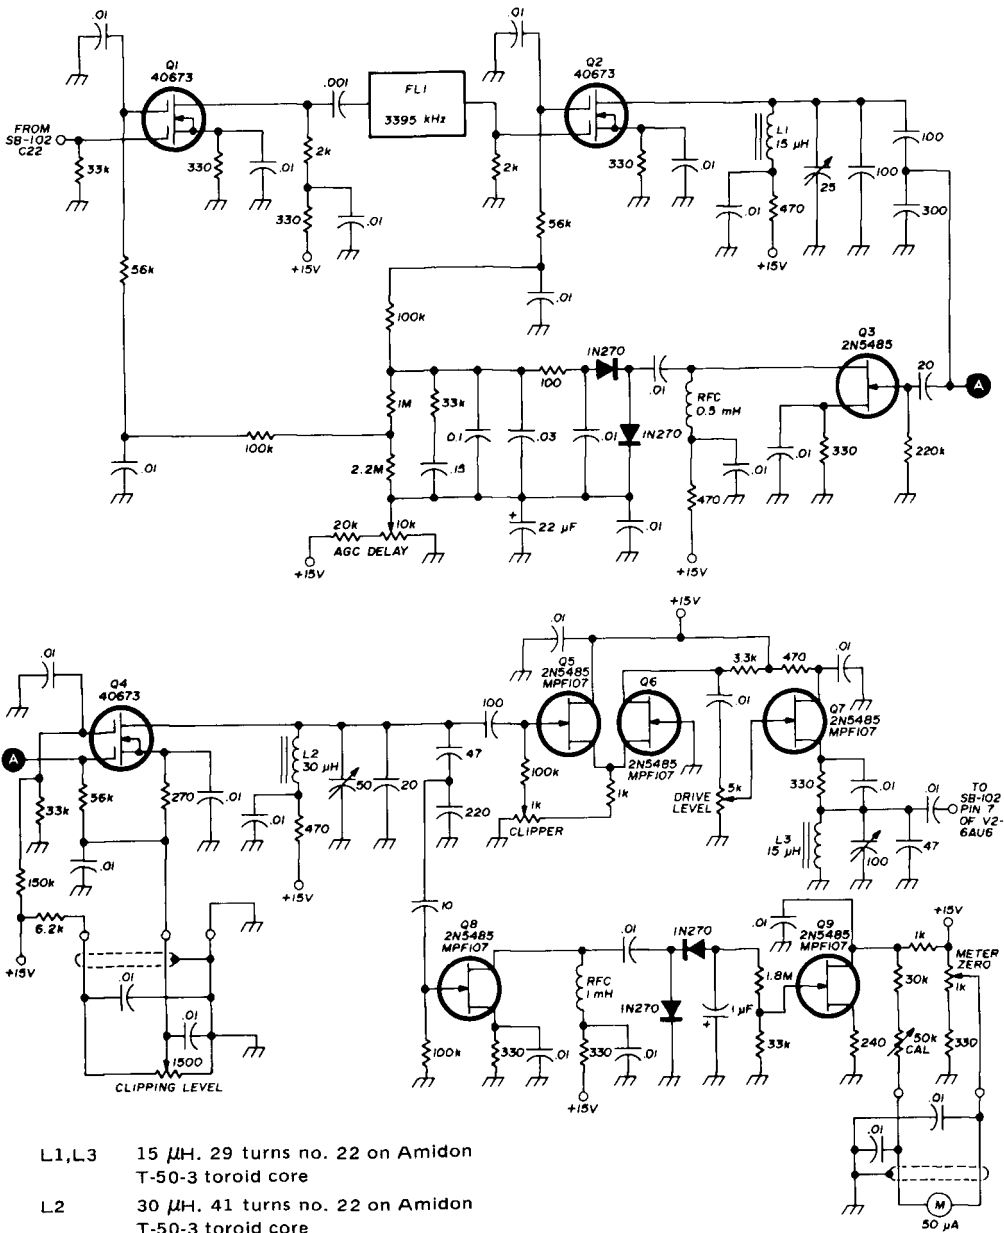 .01
Q1
40673
FROM
SB-102
C22
33k
330
.01
2k
.001
FL1
3395 kHz
330
.01
+15V
56k
.01
Q2
40673
2k
330
.01
56k
.01
L1
15 μH
.01
470
+15V
25
100
100
300
100k
1M
33k
0.1
.03
100
1N270
.01
.01
1N270
RFC
0.5 mH
.01
470
+15V
Q3
2N5485
20
A
.01
330
220k
100k
.01
2.2M
.15
22 μF
+
.01
20k
10k
AGC DELAY
+15V
.01
Q4
40673
A
33k
56k
270
.01
150k
.01
6.2k
+15V
.01
.01
1500
CLIPPING LEVEL
L2
30 μH
.01
470
+15V
50
20
47
220
100
+15V
.01
Q5
2N5485
MPF107
Q6
2N5485
MPF107
100k
1k
1k
CLIPPER
3.3k
470
.01
.01
Q7
2N5485
MPF107
5k
DRIVE
LEVEL
330
.01
.01
TO
SB-102
PIN 7
OF V2-
6AU6
L3
15 μH
100
47
10
Q8
2N5485
MPF107
100k
330
.01
RFC
1 mH
330
.01
+15V
.01
1N270
1N270
1 μF
+
1.8M
33k
.01
Q9
2N5485
MPF107
240
1k
+15V
METER
ZERO
1k
30k
50k
CAL
330
.01
.01
M
50 μA
L1,L3 15 μH. 29 turns no. 22 on Amidon
T-50-3 toroid core
L2 30 μH. 41 turns no. 22 on Amidon
T-50-3 toroid core